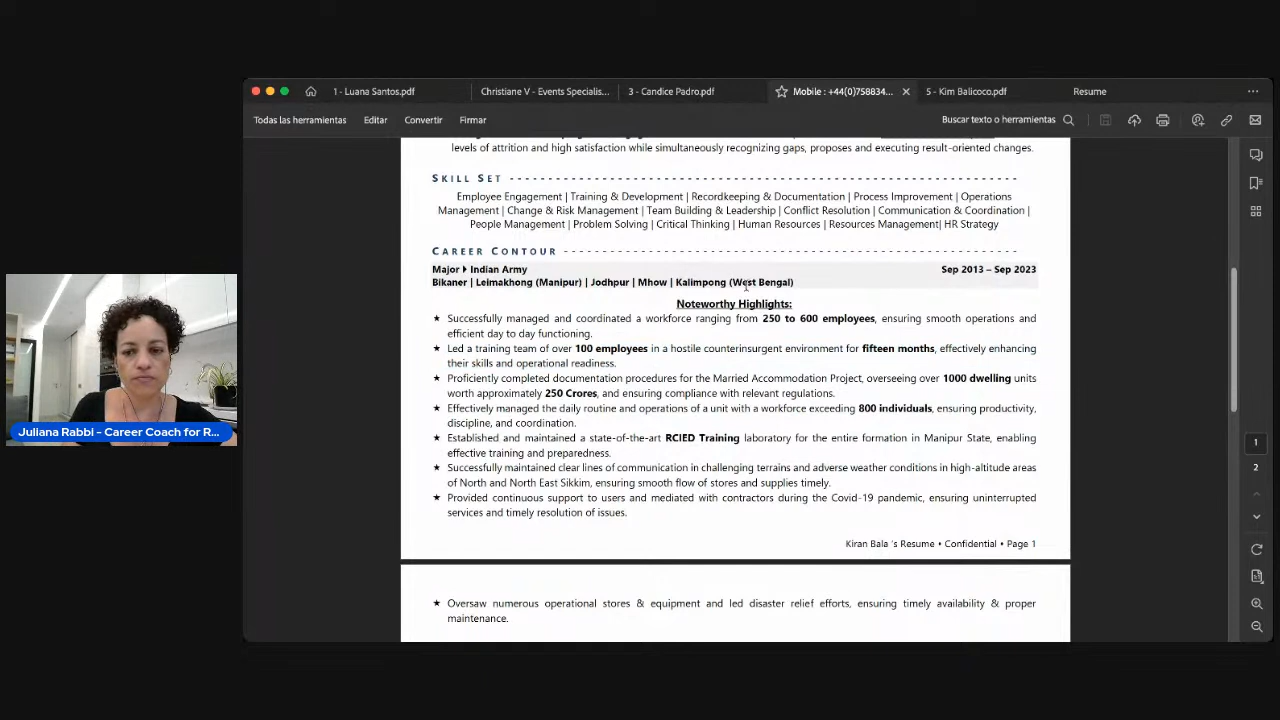 1 - Luana Santos.pdf
Christiane V - Events Specialis...
3 - Candice Padro.pdf
Mobile : +44(0)758834...
5 - Kim Balicoco.pdf
Resume
Todas las herramientas
Editar
Convertir
Firmar
Buscar texto o herramientas
levels of attrition and high satisfaction while simultaneously recognizing gaps, proposes and executing result-oriented changes.
SKILL SET
Employee Engagement | Training & Development | Recordkeeping & Documentation | Process Improvement | Operations
Management | Change & Risk Management | Team Building & Leadership | Conflict Resolution | Communication & Coordination |
People Management | Problem Solving | Critical Thinking | Human Resources | Resources Management| HR Strategy
CAREER CONTOUR
Major Indian Army Sep 2013 – Sep 2023
Bikaner | Leimakhong (Manipur) | Jodhpur | Mhow | Kalimpong (West Bengal)
Noteworthy Highlights:
★ Successfully managed and coordinated a workforce ranging from 250 to 600 employees, ensuring smooth operations and
efficient day to day functioning.
★ Led a training team of over 100 employees in a hostile counterinsurgent environment for fifteen months, effectively enhancing
their skills and operational readiness.
★ Proficiently completed documentation procedures for the Married Accommodation Project, overseeing over 1000 dwelling units
worth approximately 250 Crores, and ensuring compliance with relevant regulations.
★ Effectively managed the daily routine and operations of a unit with a workforce exceeding 800 individuals, ensuring productivity,
discipline, and coordination.
★ Established and maintained a state-of-the-art RCIED Training laboratory for the entire formation in Manipur State, enabling
effective training and preparedness.
★ Successfully maintained clear lines of communication in challenging terrains and adverse weather conditions in high-altitude areas
of North and North East Sikkim, ensuring smooth flow of stores and supplies timely.
★ Provided continuous support to users and mediated with contractors during the Covid-19 pandemic, ensuring uninterrupted
services and timely resolution of issues.
Kiran Bala 's Resume • Confidential • Page 1
★ Oversaw numerous operational stores & equipment and led disaster relief efforts, ensuring timely availability & proper
maintenance.
1
2
Juliana Rabbi – Career Coach for R...